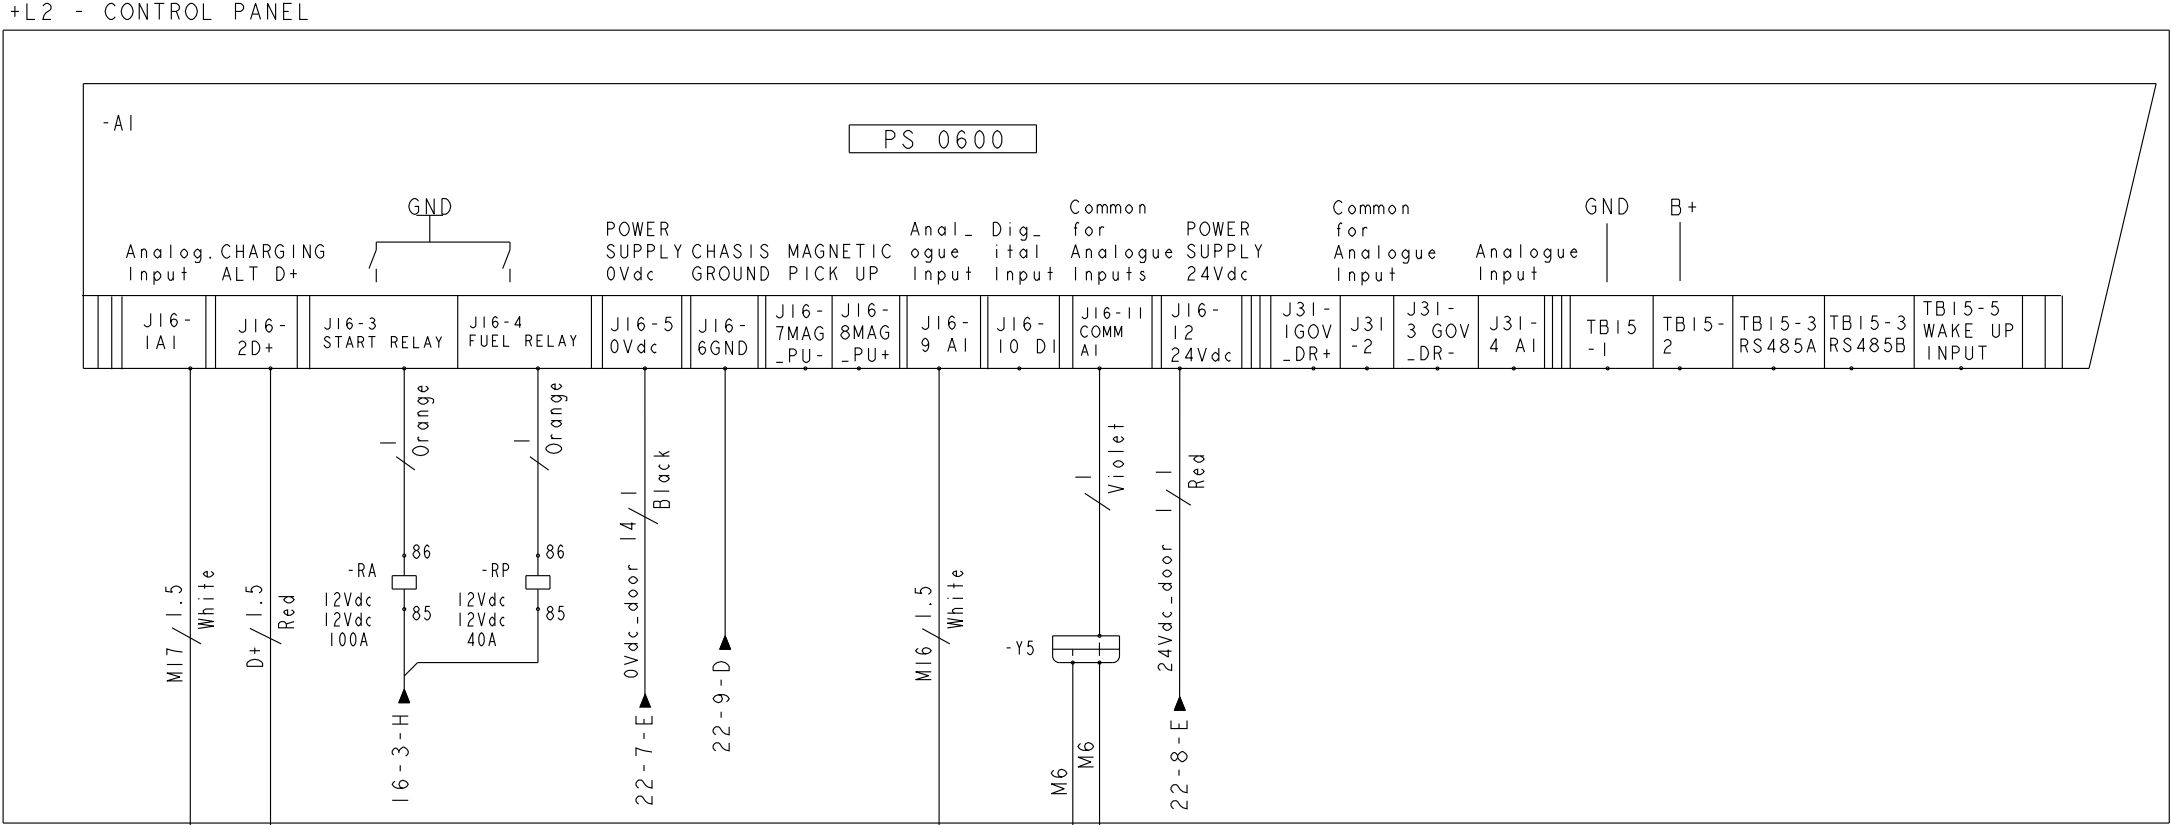 +L2 - CONTROL PANEL
-A1
PS 0600
GND
Analog.
Input
CHARGING
ALT D+
POWER
SUPPLY
0Vdc
CHASIS
GROUND
MAGNETIC
PICK UP
Anal_
ogue
Input
Dig_
ital
Input
Common
for
Analogue
Inputs
POWER
SUPPLY
24Vdc
Common
for
Analogue
Input
Analogue
Input
GND
B+
J16-
1A1
J16-
2D+
J16-3
START RELAY
J16-4
FUEL RELAY
J16-5
0Vdc
J16-
6GND
J16-
7MAG
_PU-
J16-
8MAG
_PU+
J16-
9 A1
J16-
10 D1
J16-11
COMM
A1
J16-
12
24Vdc
J31-
1GOV
_DR+
J31
-2
J31-
3 GOV
_DR-
J31-
4 A1
TB15
-1
TB15-
2
TB15-3
RS485A
TB15-3
RS485B
TB15-5
WAKE UP
INPUT
M17 / 1.5
White
D+ / 1.5
Red
1
Orange
86
-RA
12Vdc
12Vdc
100A
85
16-3-H
1
Orange
86
-RP
12Vdc
12Vdc
40A
85
0Vdc_door 14 / 1
Black
22-7-E
22-9-D
M16 / 1.5
White
1
Violet
-Y5
M6
M6
24Vdc_door 1 / 1
Red
22-8-E